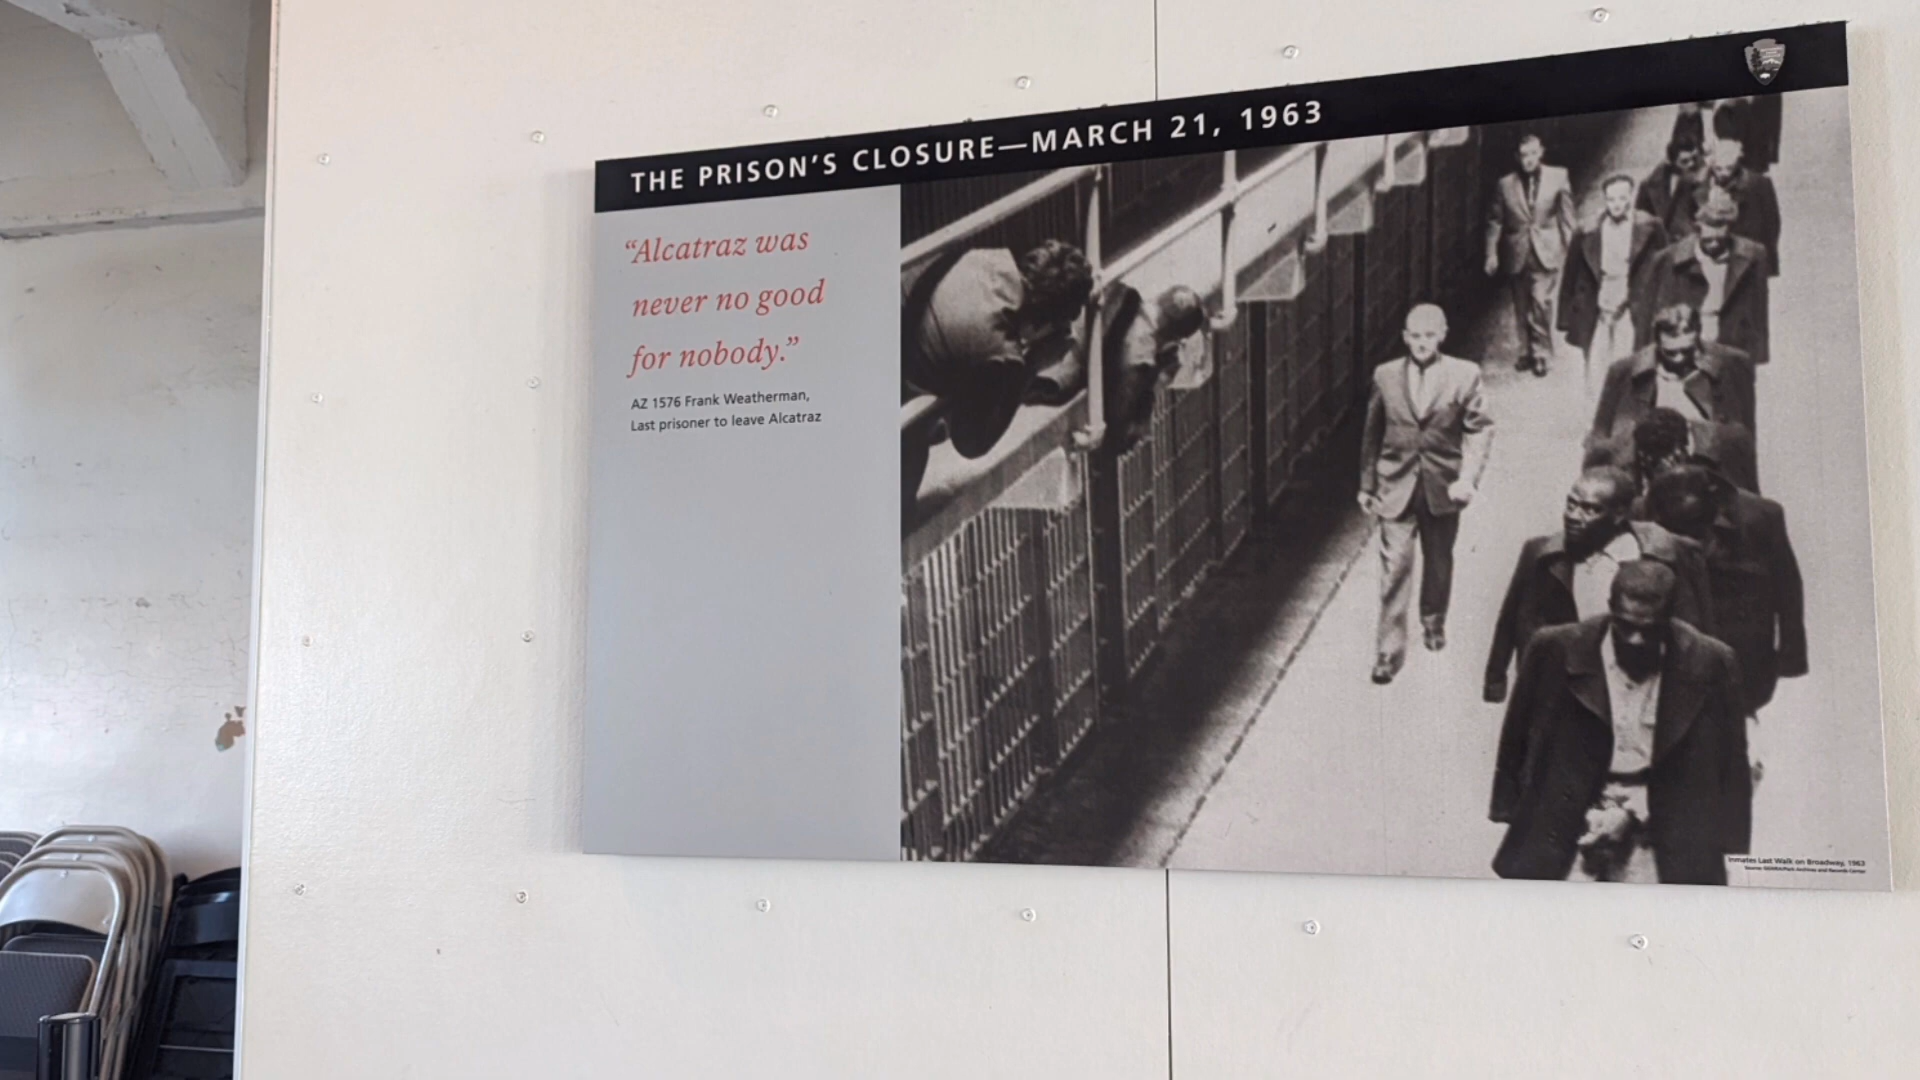 THE PRISON'S CLOSURE—MARCH 21, 1963
“Alcatraz was
never no good
for nobody.”
AZ 1576 Frank Weatherman,
Last prisoner to leave Alcatraz
Inmates Last Walk on Broadway, 1963